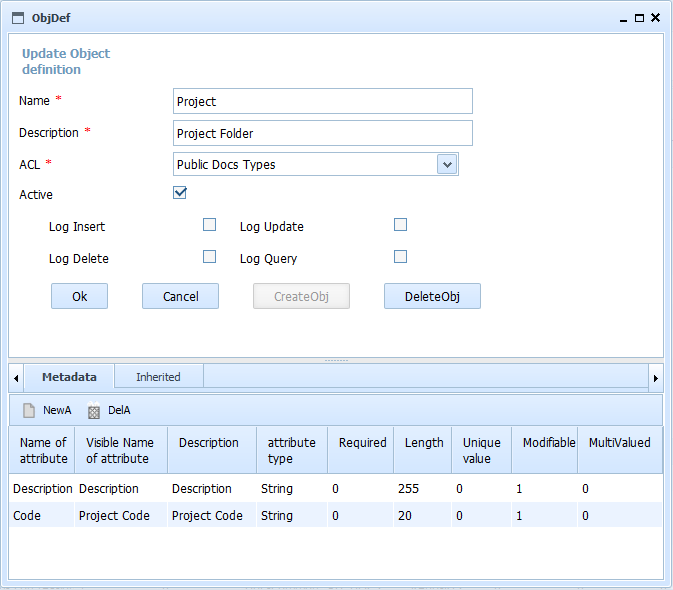 ObjDef
Update Object
definition
Name *
Project
Description *
Project Folder
ACL *
Public Docs Types
Active
Log Insert Log Update
Log Delete Log Query
Ok Cancel CreateObj DeleteObj
Metadata Inherited
NewA DelA
Name of attribute Visible Name of attribute Description attribute type Required Length Unique value Modifiable MultiValued
Description Description Description String 0 255 0 1 0
Code Project Code Project Code String 0 20 0 1 0